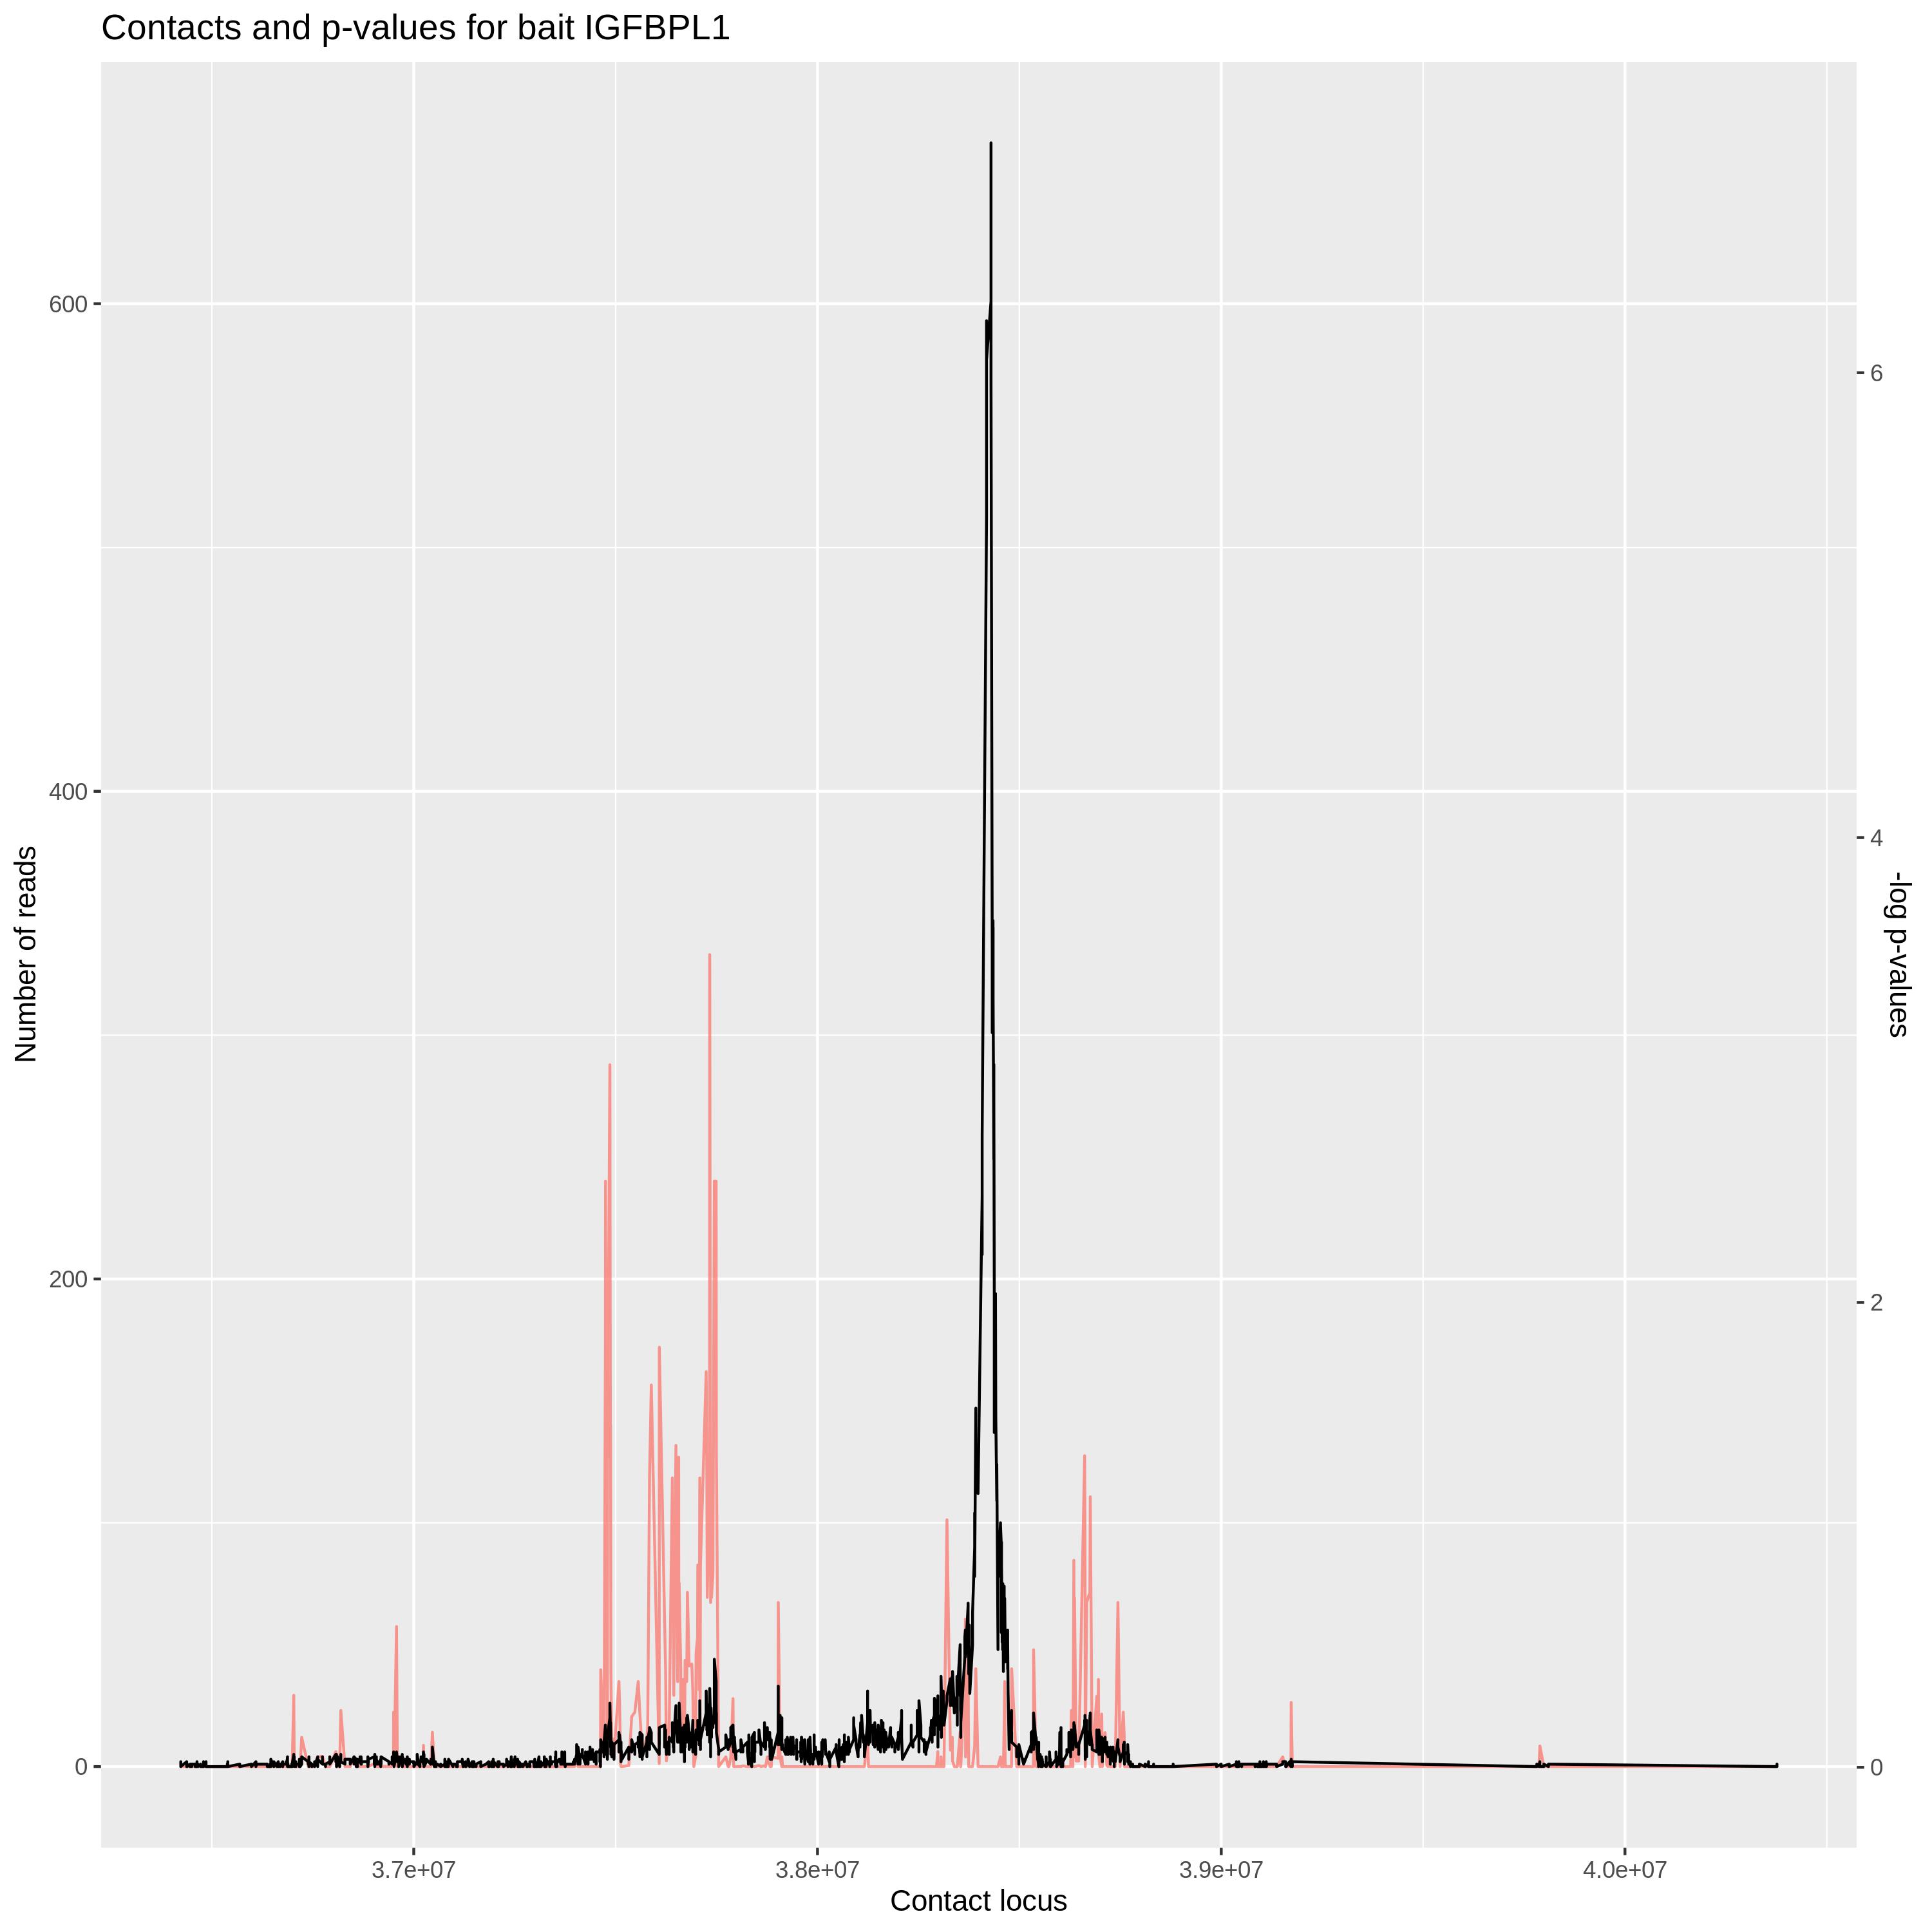 Contacts and p-values for bait IGFBPL1
600
400
200
0
Number of reads
6
4
2
0
-log p-values
3.7e+07
3.8e+07
3.9e+07
4.0e+07
Contact locus